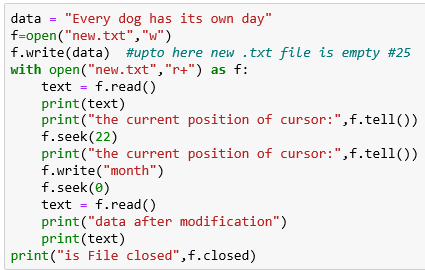 data = "Every dog has its own day"
f=open("new.txt","w")
f.write(data)  #upto here new .txt file is empty #25
with open("new.txt","r+") as f:
    text = f.read()
    print(text)
    print("the current position of cursor:",f.tell())
    f.seek(22)
    print("the current position of cursor:",f.tell())
    f.write("month")
    f.seek(0)
    text = f.read()
    print("data after modification")
    print(text)
print("is File closed",f.closed)